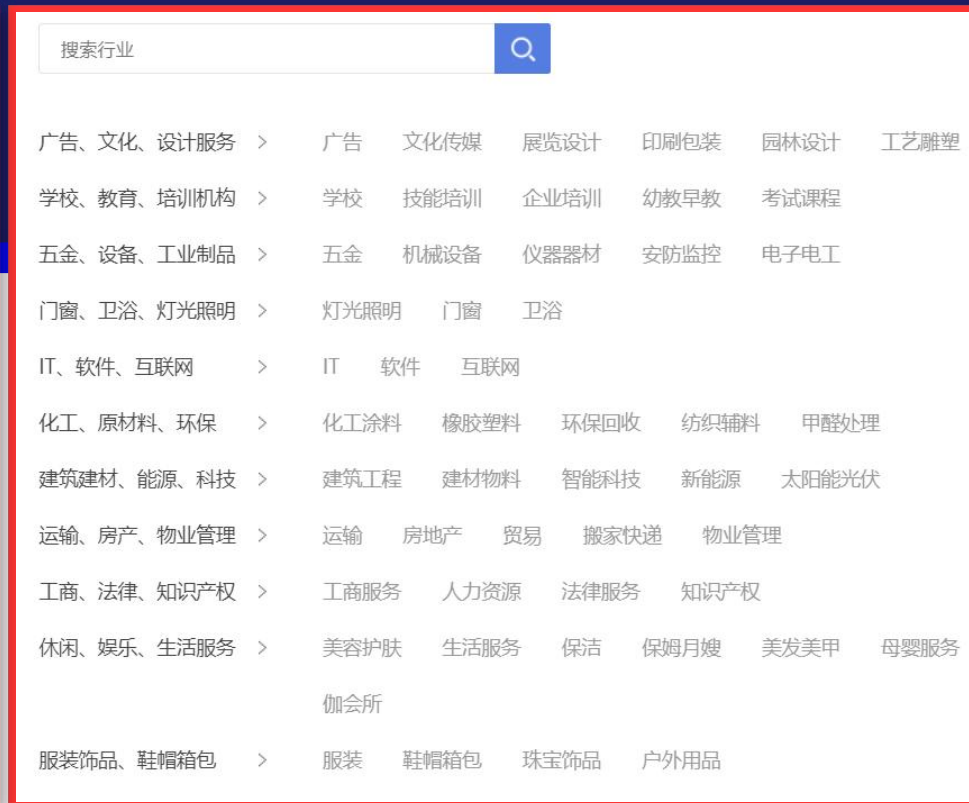 搜索行业
广告、文化、设计服务 > 广告 文化传媒 展览设计 印刷包装 园林设计 工艺雕塑
学校、教育、培训机构 > 学校 技能培训 企业培训 幼教早教 考试课程
五金、设备、工业制品 > 五金 机械设备 仪器器材 安防监控 电子电工
门窗、卫浴、灯光照明 > 灯光照明 门窗 卫浴
IT、软件、互联网 > IT 软件 互联网
化工、原材料、环保 > 化工涂料 橡胶塑料 环保回收 纺织辅料 甲醛处理
建筑建材、能源、科技 > 建筑工程 建材物料 智能科技 新能源 太阳能光伏
运输、房产、物业管理 > 运输 房地产 贸易 搬家快递 物业管理
工商、法律、知识产权 > 工商服务 人力资源 法律服务 知识产权
休闲、娱乐、生活服务 > 美容护肤 生活服务 保洁 保姆月嫂 美发美甲 母婴服务
伽会所
服装饰品、鞋帽箱包 > 服装 鞋帽箱包 珠宝饰品 户外用品